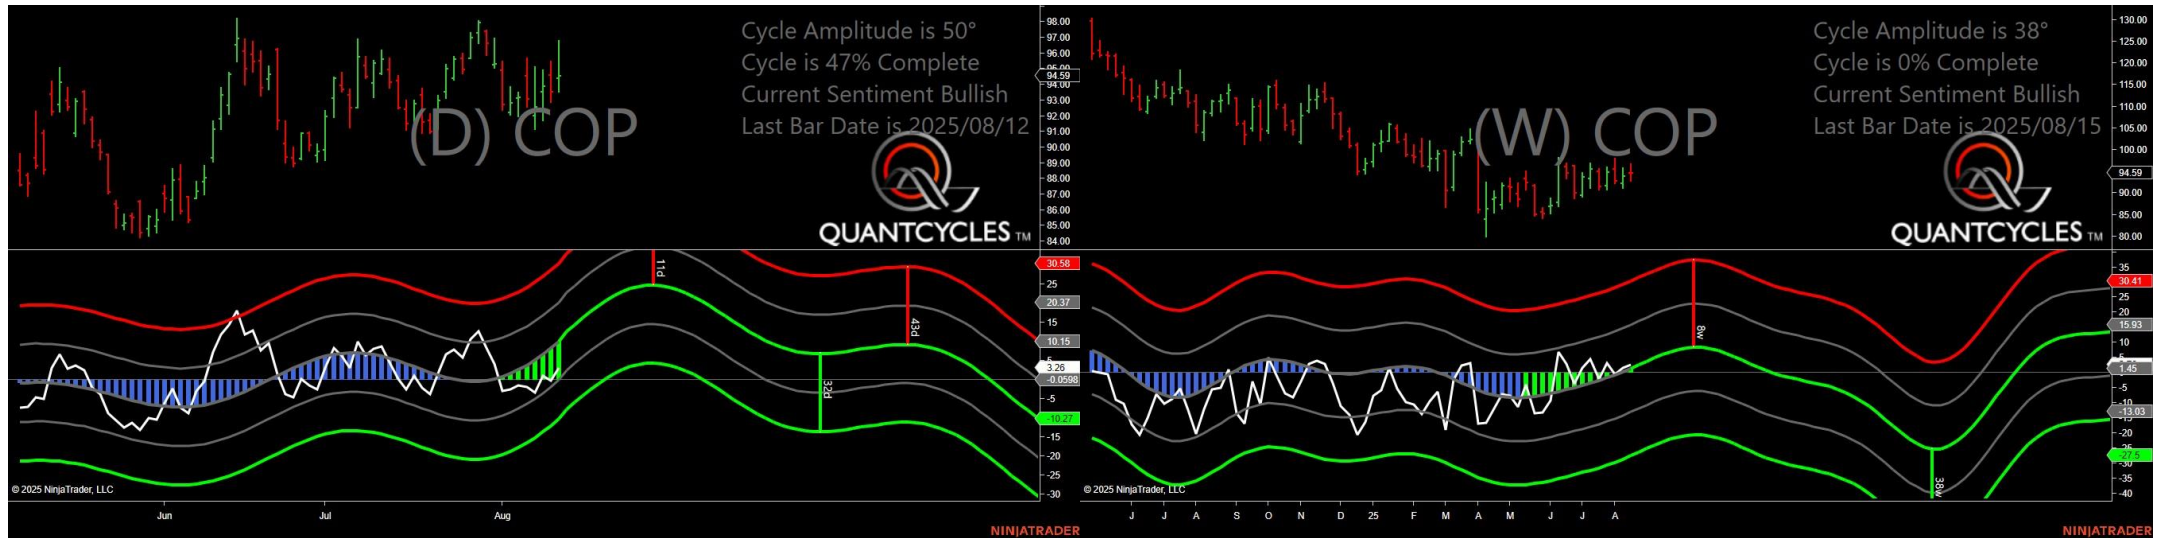 Cycle Amplitude is 50°
Cycle is 47% Complete
Current Sentiment Bullish
Last Bar Date is 2025/08/12
(D) COP
QUANTCYCLES TM
98.00
97.00
96.00
95.00
94.59
93.00
92.00
91.00
90.00
89.00
88.00
87.00
86.00
85.00
84.00
11d
43d
32d
30.58
25
20.37
15
10.15
5
3.26
-0.0598
-5
-10.27
-15
-20
-25
-30
© 2025 NinjaTrader, LLC
Jun Jul Aug
NINJATRADER
Cycle Amplitude is 38°
Cycle is 0% Complete
Current Sentiment Bullish
Last Bar Date is 2025/08/15
(W) COP
QUANTCYCLES TM
130.00
125.00
120.00
115.00
110.00
105.00
100.00
94.59
90.00
85.00
80.00
8w
38w
35
30.41
25
20
15.93
10
1.45
-5
-10
-13.03
-15
-20
-25
-27.5
-30
-35
-40
© 2025 NinjaTrader, LLC
J J A S O N D 25 F M A M J J A
NINJATRADER